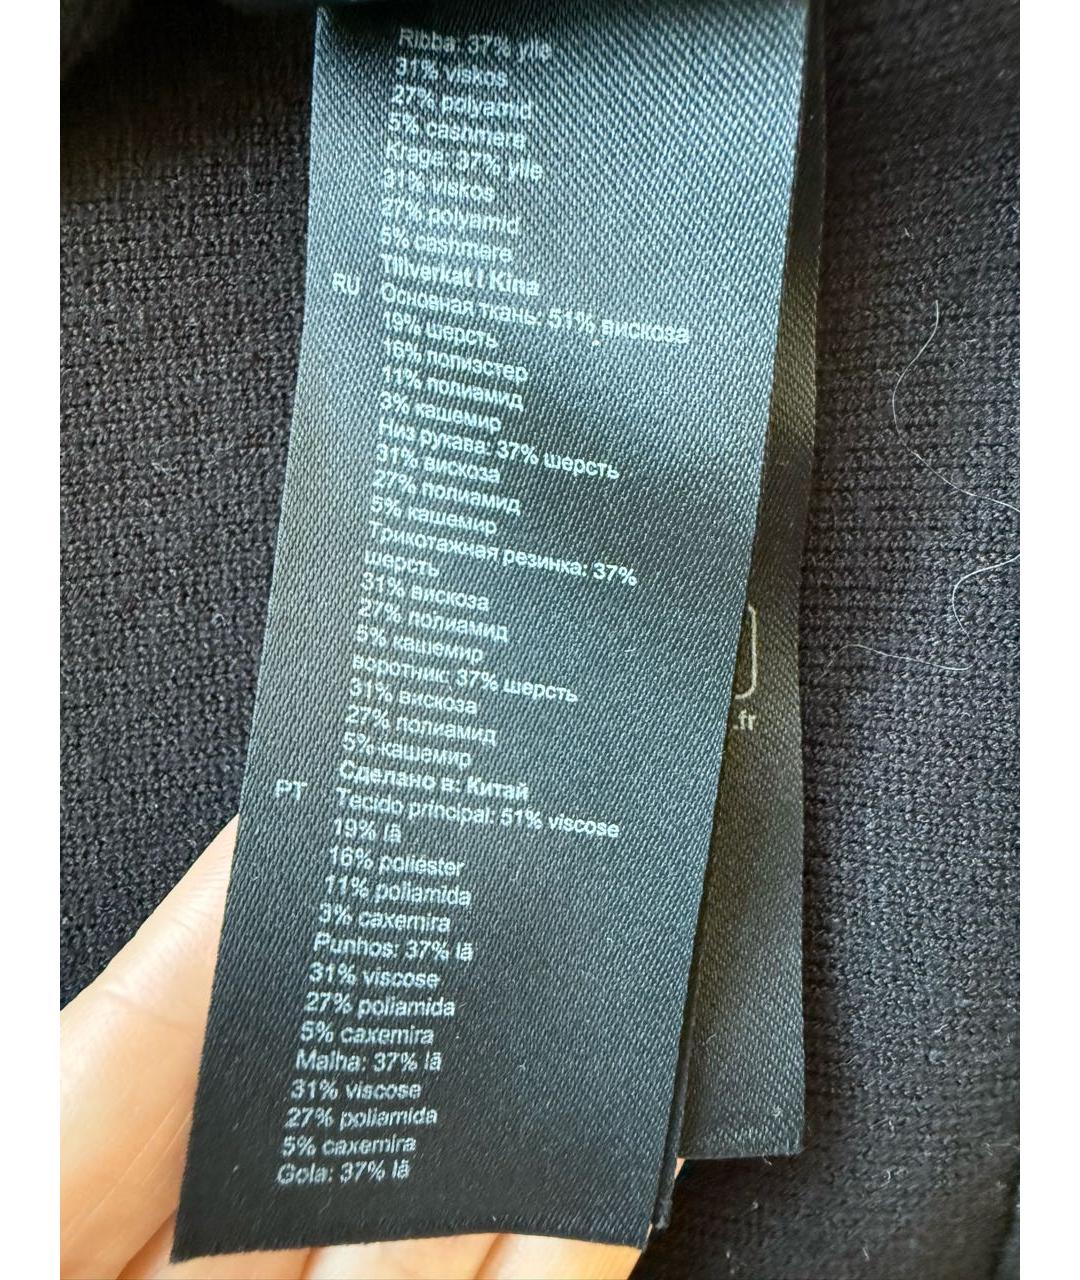 Ribba: 37% ylle
31% viskos
27% polyamid
5% cashmere
Kraga: 37% ylle
31% viskos
27% polyamid
5% cashmere
Tillverkat i Kina
RU Основная ткань: 51% вискоза
19% шерсть
16% полиэстер
11% полиамид
3% кашемир
Низ рукава: 37% шерсть
31% вискоза
27% полиамид
5% кашемир
Трикотажная резинка: 37%
шерсть
31% вискоза
27% полиамид
5% кашемир
воротник: 37% шерсть
31% вискоза
27% полиамид
5% кашемир
Сделано в: Китай
PT Tecido principal: 51% viscose
19% lã
16% poliéster
11% poliamida
3% caxemira
Punhos: 37% lã
31% viscose
27% poliamida
5% caxemira
Malha: 37% lã
31% viscose
27% poliamida
5% caxemira
Gola: 37% lã
.fr